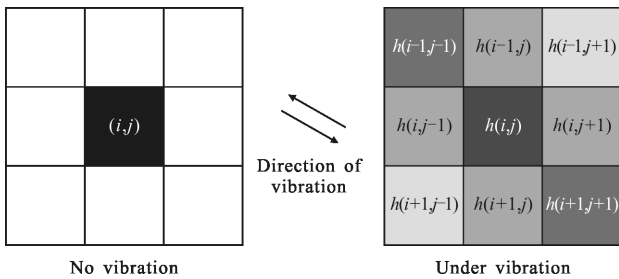 (i,j)
Direction of
vibration
h(i-1,j-1) h(i-1,j) h(i-1,j+1)
h(i,j-1) h(i,j) h(i,j+1)
h(i+1,j-1) h(i+1,j) h(i+1,j+1)
No vibration
Under vibration